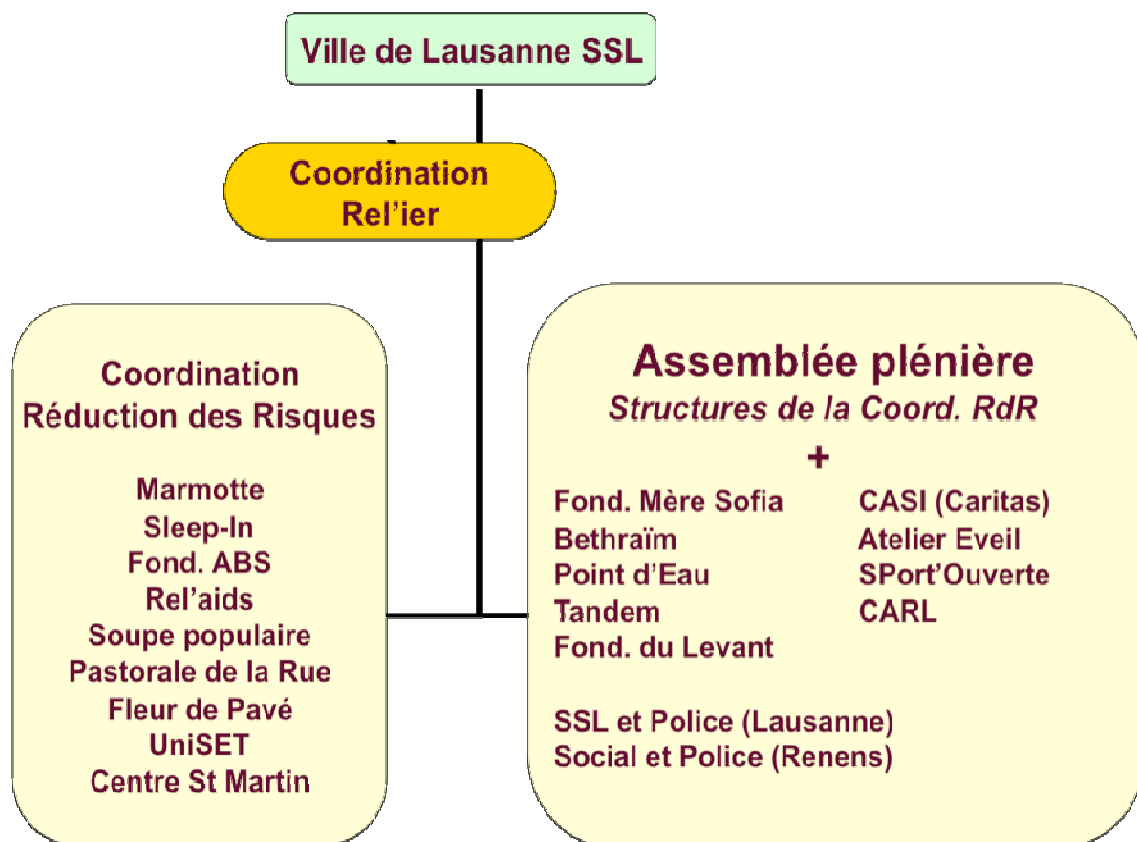 Ville de Lausanne SSL
Coordination
Rel'ier
Coordination
Réduction des Risques
Marmotte
Sleep-In
Fond. ABS
Rel'aids
Soupe populaire
Pastorale de la Rue
Fleur de Pavé
UniSET
Centre St Martin
Assemblée plénière
Structures de la Coord. RdR
+
Fond. Mère Sofia
Bethraïm
Point d'Eau
Tandem
Fond. du Levant
CASI (Caritas)
Atelier Eveil
SPort'Ouverte
CARL
SSL et Police (Lausanne)
Social et Police (Renens)